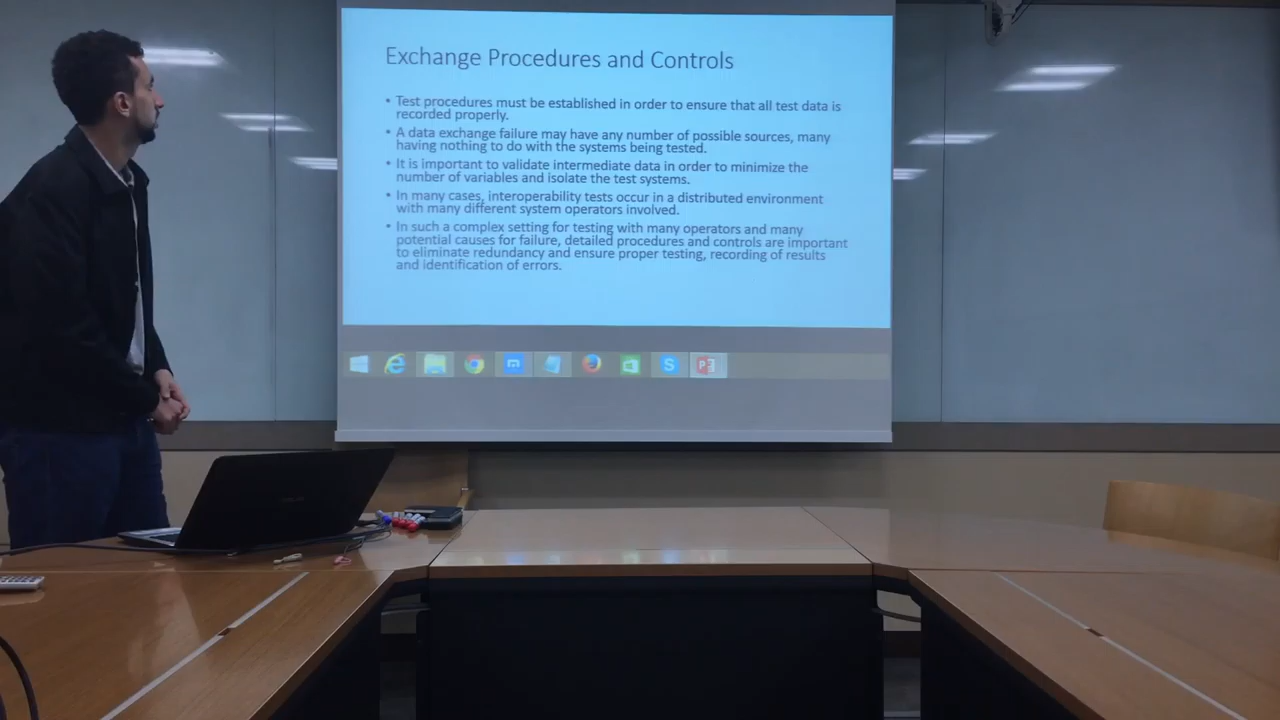 Exchange Procedures and Controls
• Test procedures must be established in order to ensure that all test data is
recorded properly.
• A data exchange failure may have any number of possible sources, many
having nothing to do with the systems being tested.
• It is important to validate intermediate data in order to minimize the
number of variables and isolate the test systems.
• In many cases, interoperability tests occur in a distributed environment
with many different system operators involved.
• In such a complex setting for testing with many operators and many
potential causes for failure, detailed procedures and controls are important
to eliminate redundancy and ensure proper testing, recording of results
and identification of errors.